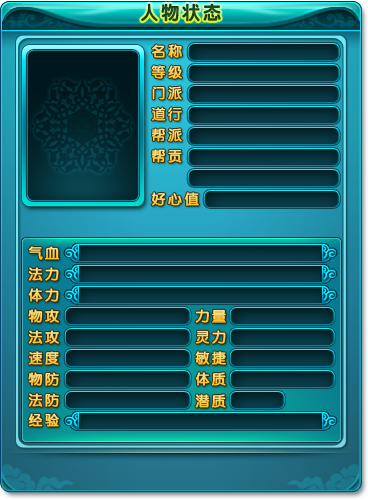 人物状态
名称
等级
门派
道行
帮派
帮贡
好心值
气血
法力
体力
物攻 力量
法攻 灵力
速度 敏捷
物防 体质
法防 潜质
经验